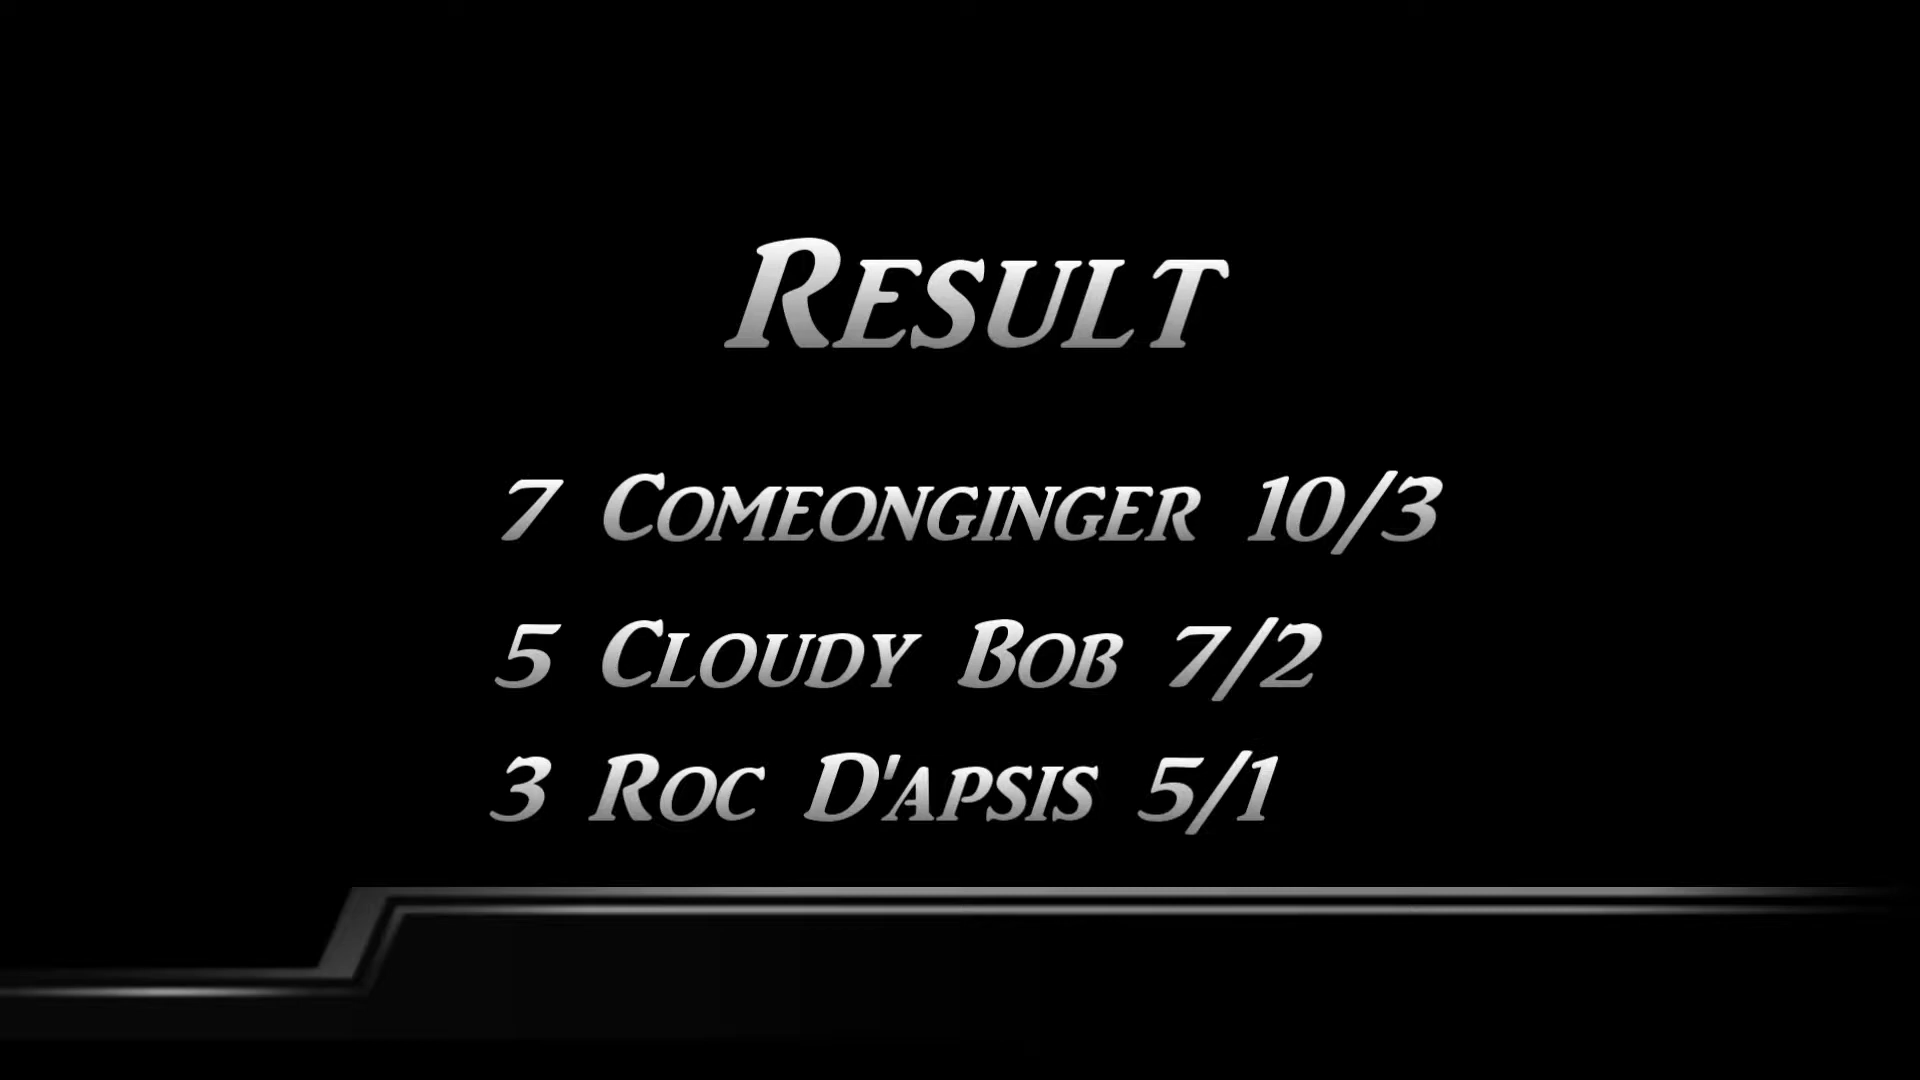 Result
7 Comeonginger 10/3
5 Cloudy Bob 7/2
3 Roc D'apsis 5/1